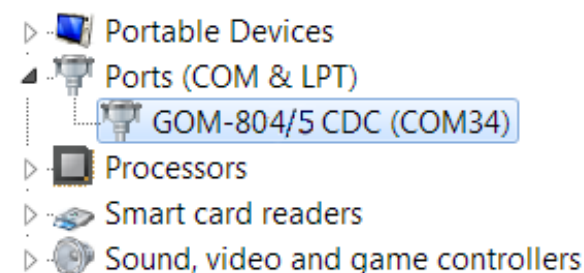 Portable Devices
Ports (COM & LPT)
GOM-804/5 CDC (COM34)
Processors
Smart card readers
Sound, video and game controllers